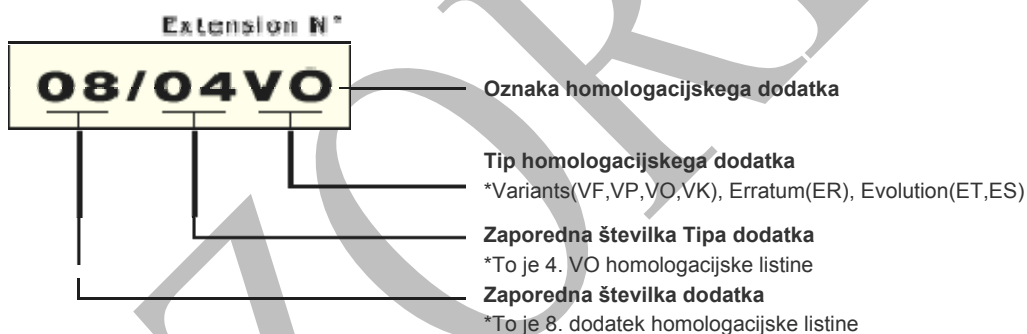 Extension N°
08/04VO
Oznaka homologacijskega dodatka
Tip homologacijskega dodatka
*Variants(VF,VP,VO,VK), Erratum(ER), Evolution(ET,ES)
Zaporedna številka Tipa dodatka
*To je 4. VO homologacijske listine
Zaporedna številka dodatka
*To je 8. dodatek homologacijske listine